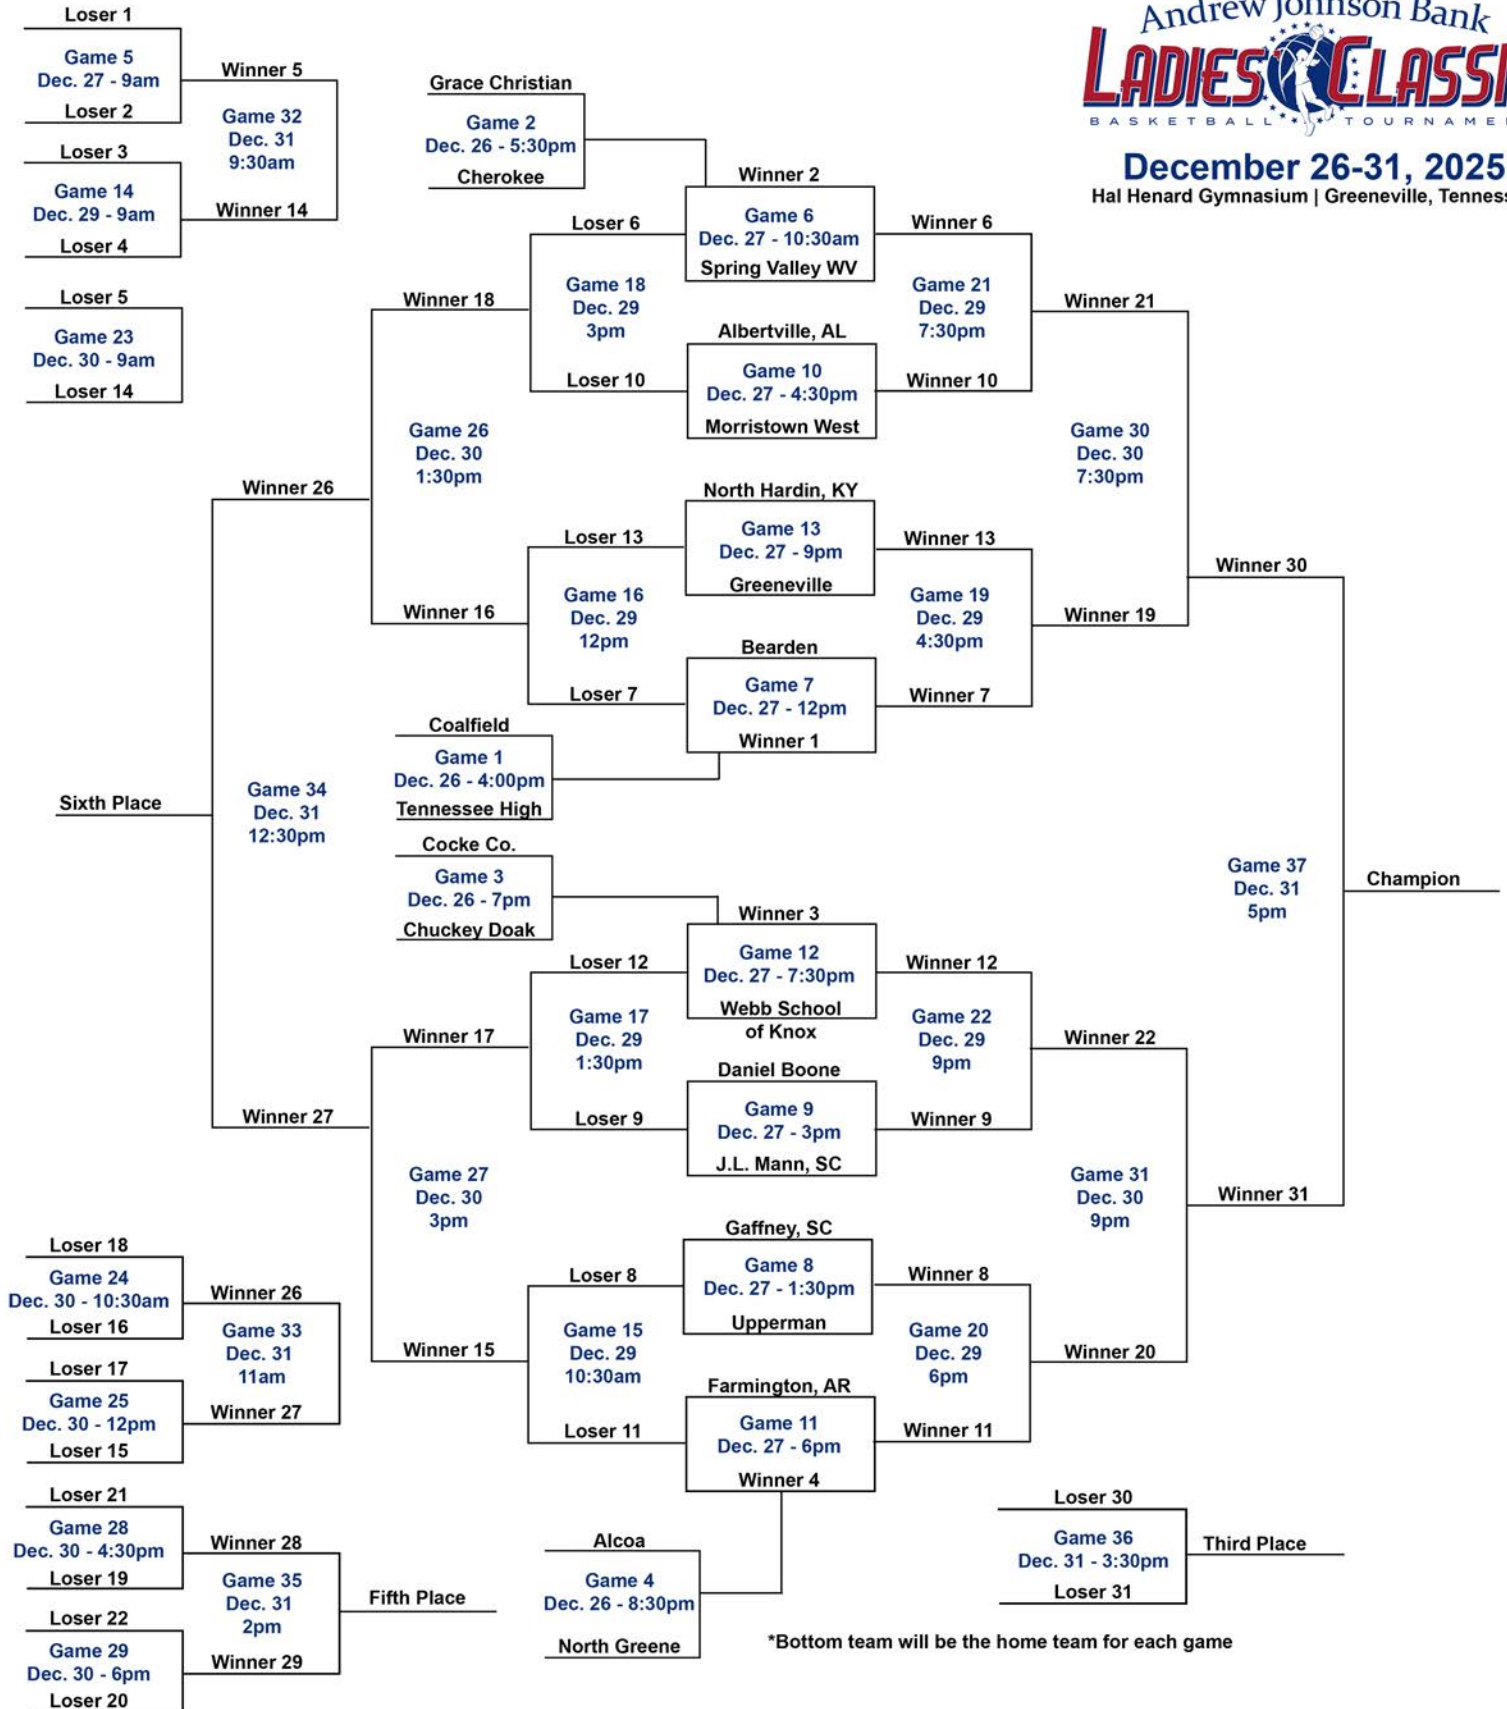 Andrew Johnson Bank
LADIES CLASSI
BASKETBALL TOURNAME
December 26-31, 2025
Hal Henard Gymnasium | Greeneville, Tenness
Loser 1
Game 5
Dec. 27 - 9am
Loser 2
Winner 5
Game 32
Dec. 31
9:30am
Winner 14
Loser 3
Game 14
Dec. 29 - 9am
Loser 4
Loser 5
Game 23
Dec. 30 - 9am
Loser 14
Grace Christian
Game 2
Dec. 26 - 5:30pm
Cherokee
Winner 2
Game 6
Dec. 27 - 10:30am
Spring Valley WV
Loser 6
Game 18
Dec. 29
3pm
Loser 10
Winner 6
Game 21
Dec. 29
7:30pm
Winner 10
Albertville, AL
Game 10
Dec. 27 - 4:30pm
Morristown West
Winner 18
Game 26
Dec. 30
1:30pm
Winner 16
Winner 21
Game 30
Dec. 30
7:30pm
Winner 19
North Hardin, KY
Game 13
Dec. 27 - 9pm
Greeneville
Loser 13
Game 16
Dec. 29
12pm
Loser 7
Winner 13
Game 19
Dec. 29
4:30pm
Winner 7
Bearden
Game 7
Dec. 27 - 12pm
Winner 1
Coalfield
Game 1
Dec. 26 - 4:00pm
Tennessee High
Winner 26
Game 34
Dec. 31
12:30pm
Winner 27
Sixth Place
Winner 30
Game 37
Dec. 31
5pm
Winner 31
Champion
Cocke Co.
Game 3
Dec. 26 - 7pm
Chuckey Doak
Winner 3
Game 12
Dec. 27 - 7:30pm
Webb School
of Knox
Loser 12
Game 17
Dec. 29
1:30pm
Loser 9
Winner 12
Game 22
Dec. 29
9pm
Winner 9
Daniel Boone
Game 9
Dec. 27 - 3pm
J.L. Mann, SC
Winner 17
Game 27
Dec. 30
3pm
Winner 15
Winner 22
Game 31
Dec. 30
9pm
Winner 20
Gaffney, SC
Game 8
Dec. 27 - 1:30pm
Upperman
Loser 8
Game 15
Dec. 29
10:30am
Loser 11
Winner 8
Game 20
Dec. 29
6pm
Winner 11
Farmington, AR
Game 11
Dec. 27 - 6pm
Winner 4
Alcoa
Game 4
Dec. 26 - 8:30pm
North Greene
Loser 18
Game 24
Dec. 30 - 10:30am
Loser 16
Winner 26
Game 33
Dec. 31
11am
Winner 27
Loser 17
Game 25
Dec. 30 - 12pm
Loser 15
Loser 21
Game 28
Dec. 30 - 4:30pm
Loser 19
Winner 28
Game 35
Dec. 31
2pm
Winner 29
Fifth Place
Loser 22
Game 29
Dec. 30 - 6pm
Loser 20
Loser 30
Game 36
Dec. 31 - 3:30pm
Loser 31
Third Place
*Bottom team will be the home team for each game